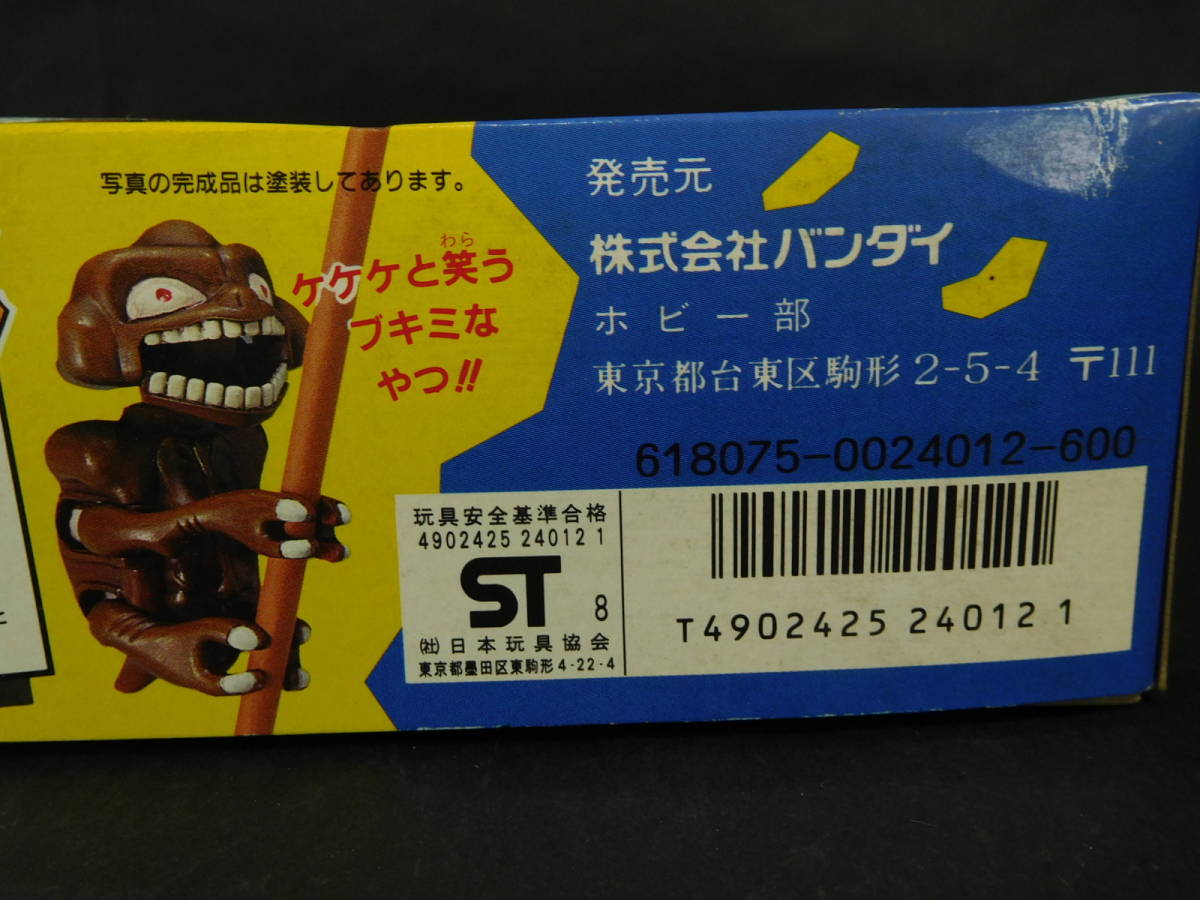 写真の完成品は塗装してあります。
わら
ケケケと笑う
ブキミな
やつ!!
発売元
株式会社バンダイ
ホビー部
東京都台東区駒形2-5-4 〒111
618075-0024012-600
玩具安全基準合格
4902425 24012 1
ST 8
(社)日本玩具協会
東京都墨田区東駒形4-22-4
T4902425 24012 1